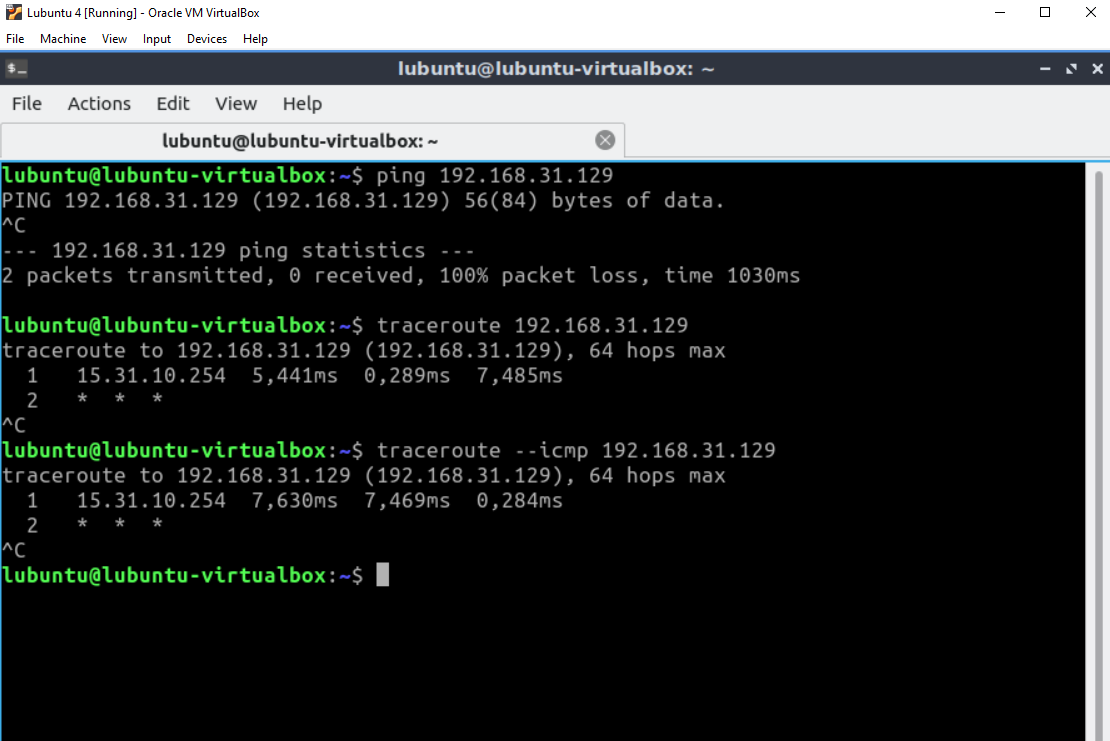 Lubuntu 4 [Running] - Oracle VM VirtualBox
File Machine View Input Devices Help
lubuntu@lubuntu-virtualbox: ~
File Actions Edit View Help
lubuntu@lubuntu-virtualbox: ~
lubuntu@lubuntu-virtualbox:~$ ping 192.168.31.129
PING 192.168.31.129 (192.168.31.129) 56(84) bytes of data.
^C
--- 192.168.31.129 ping statistics ---
2 packets transmitted, 0 received, 100% packet loss, time 1030ms
lubuntu@lubuntu-virtualbox:~$ traceroute 192.168.31.129
traceroute to 192.168.31.129 (192.168.31.129), 64 hops max
1 15.31.10.254 5,441ms 0,289ms 7,485ms
2 * * *
^C
lubuntu@lubuntu-virtualbox:~$ traceroute --icmp 192.168.31.129
traceroute to 192.168.31.129 (192.168.31.129), 64 hops max
1 15.31.10.254 7,630ms 7,469ms 0,284ms
2 * * *
^C
lubuntu@lubuntu-virtualbox:~$